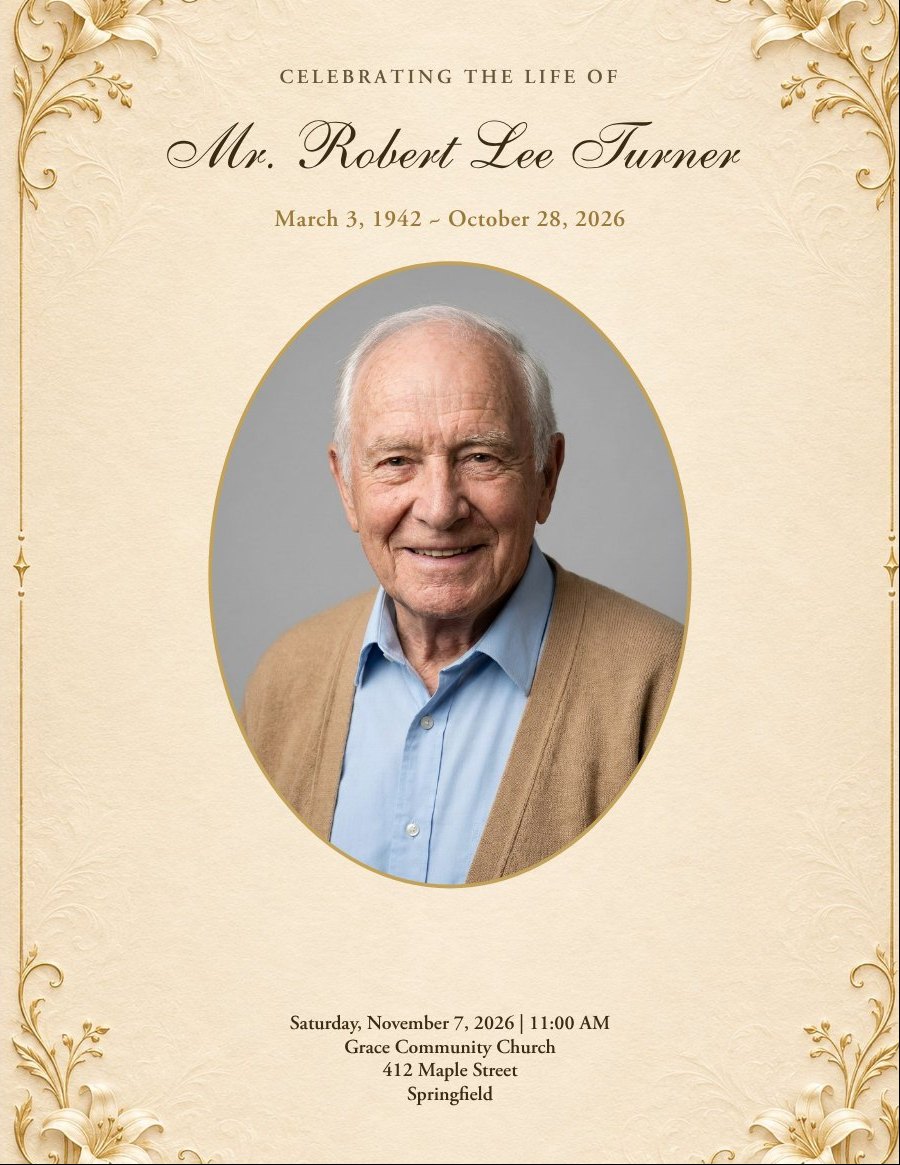 CELEBRATING THE LIFE OF
Mr. Robert Lee Turner
March 3, 1942 ~ October 28, 2026
Saturday, November 7, 2026 | 11:00 AM
Grace Community Church
412 Maple Street
Springfield